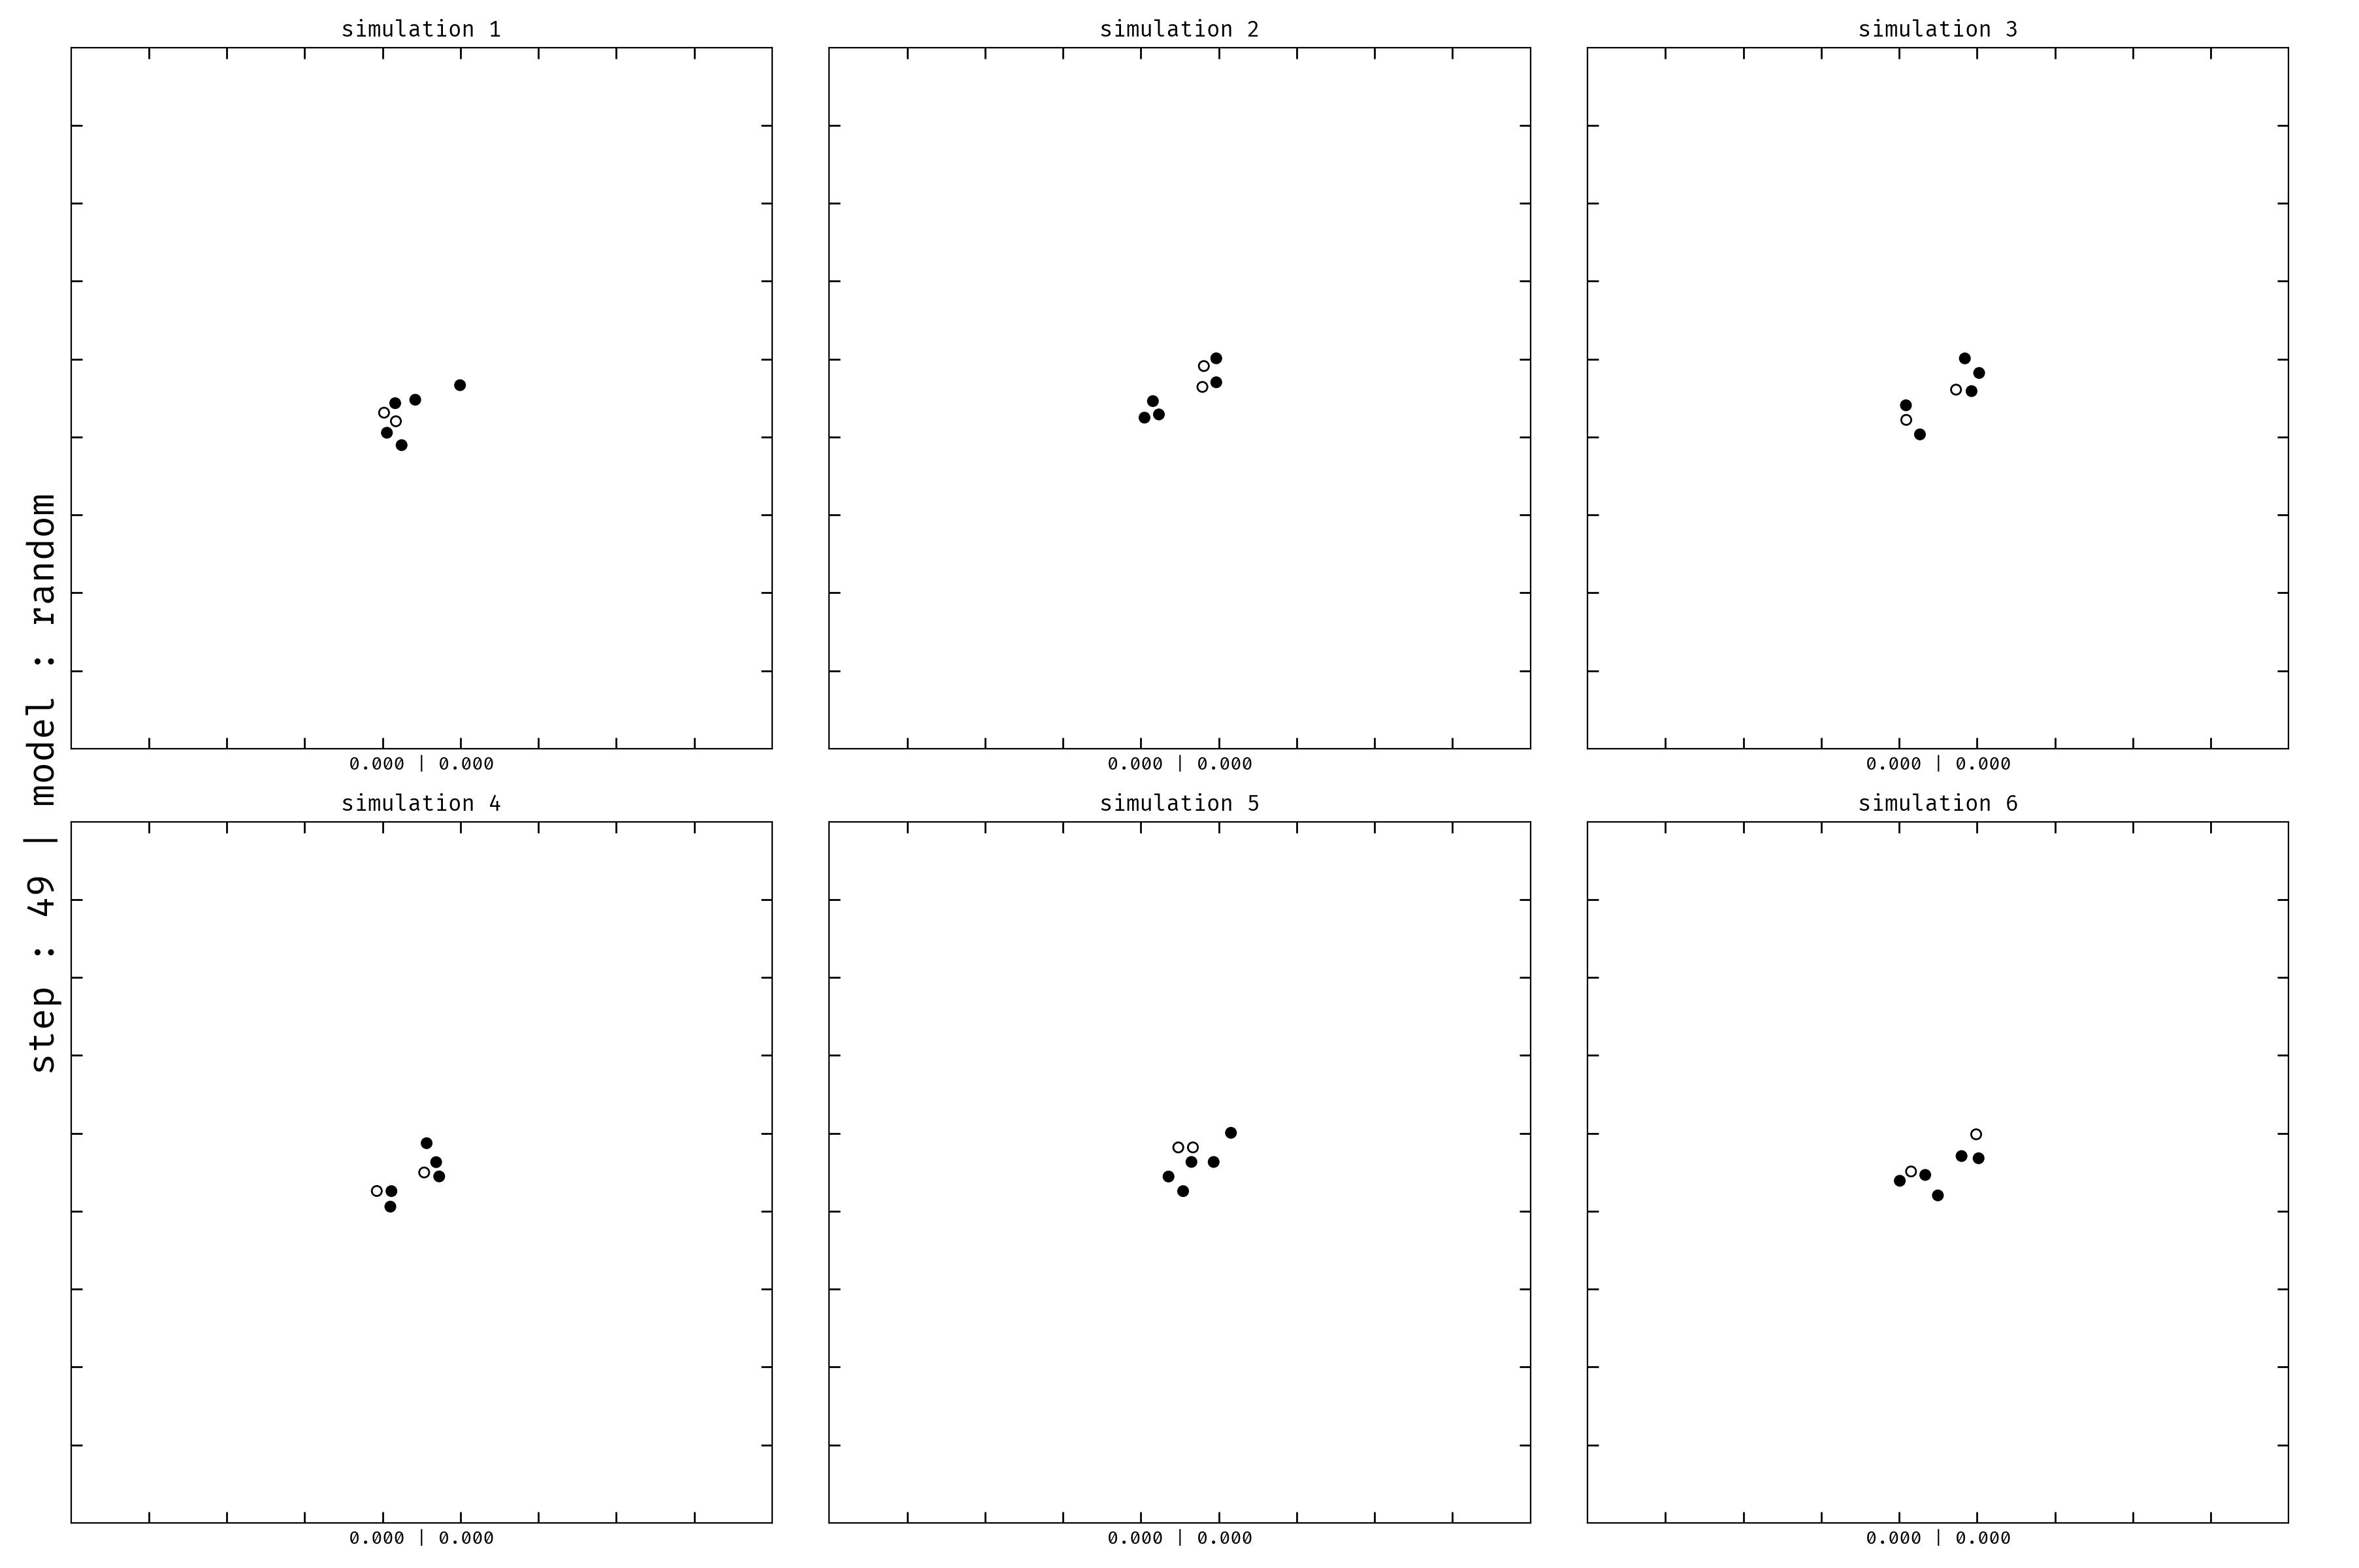 step : 49 | model : random
simulation 1
simulation 2
simulation 3
0.000 | 0.000
0.000 | 0.000
0.000 | 0.000
simulation 4
simulation 5
simulation 6
0.000 | 0.000
0.000 | 0.000
0.000 | 0.000